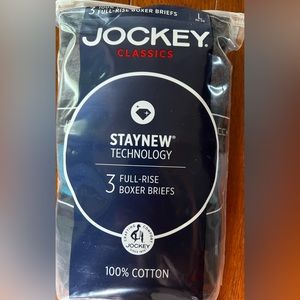 3
FULL-RISE BOXER BRIEFS
L
JOCKEY®
CLASSICS
STAYNEW®
TECHNOLOGY
3 FULL-RISE
BOXER BRIEFS
JOCKEY
100% COTTON